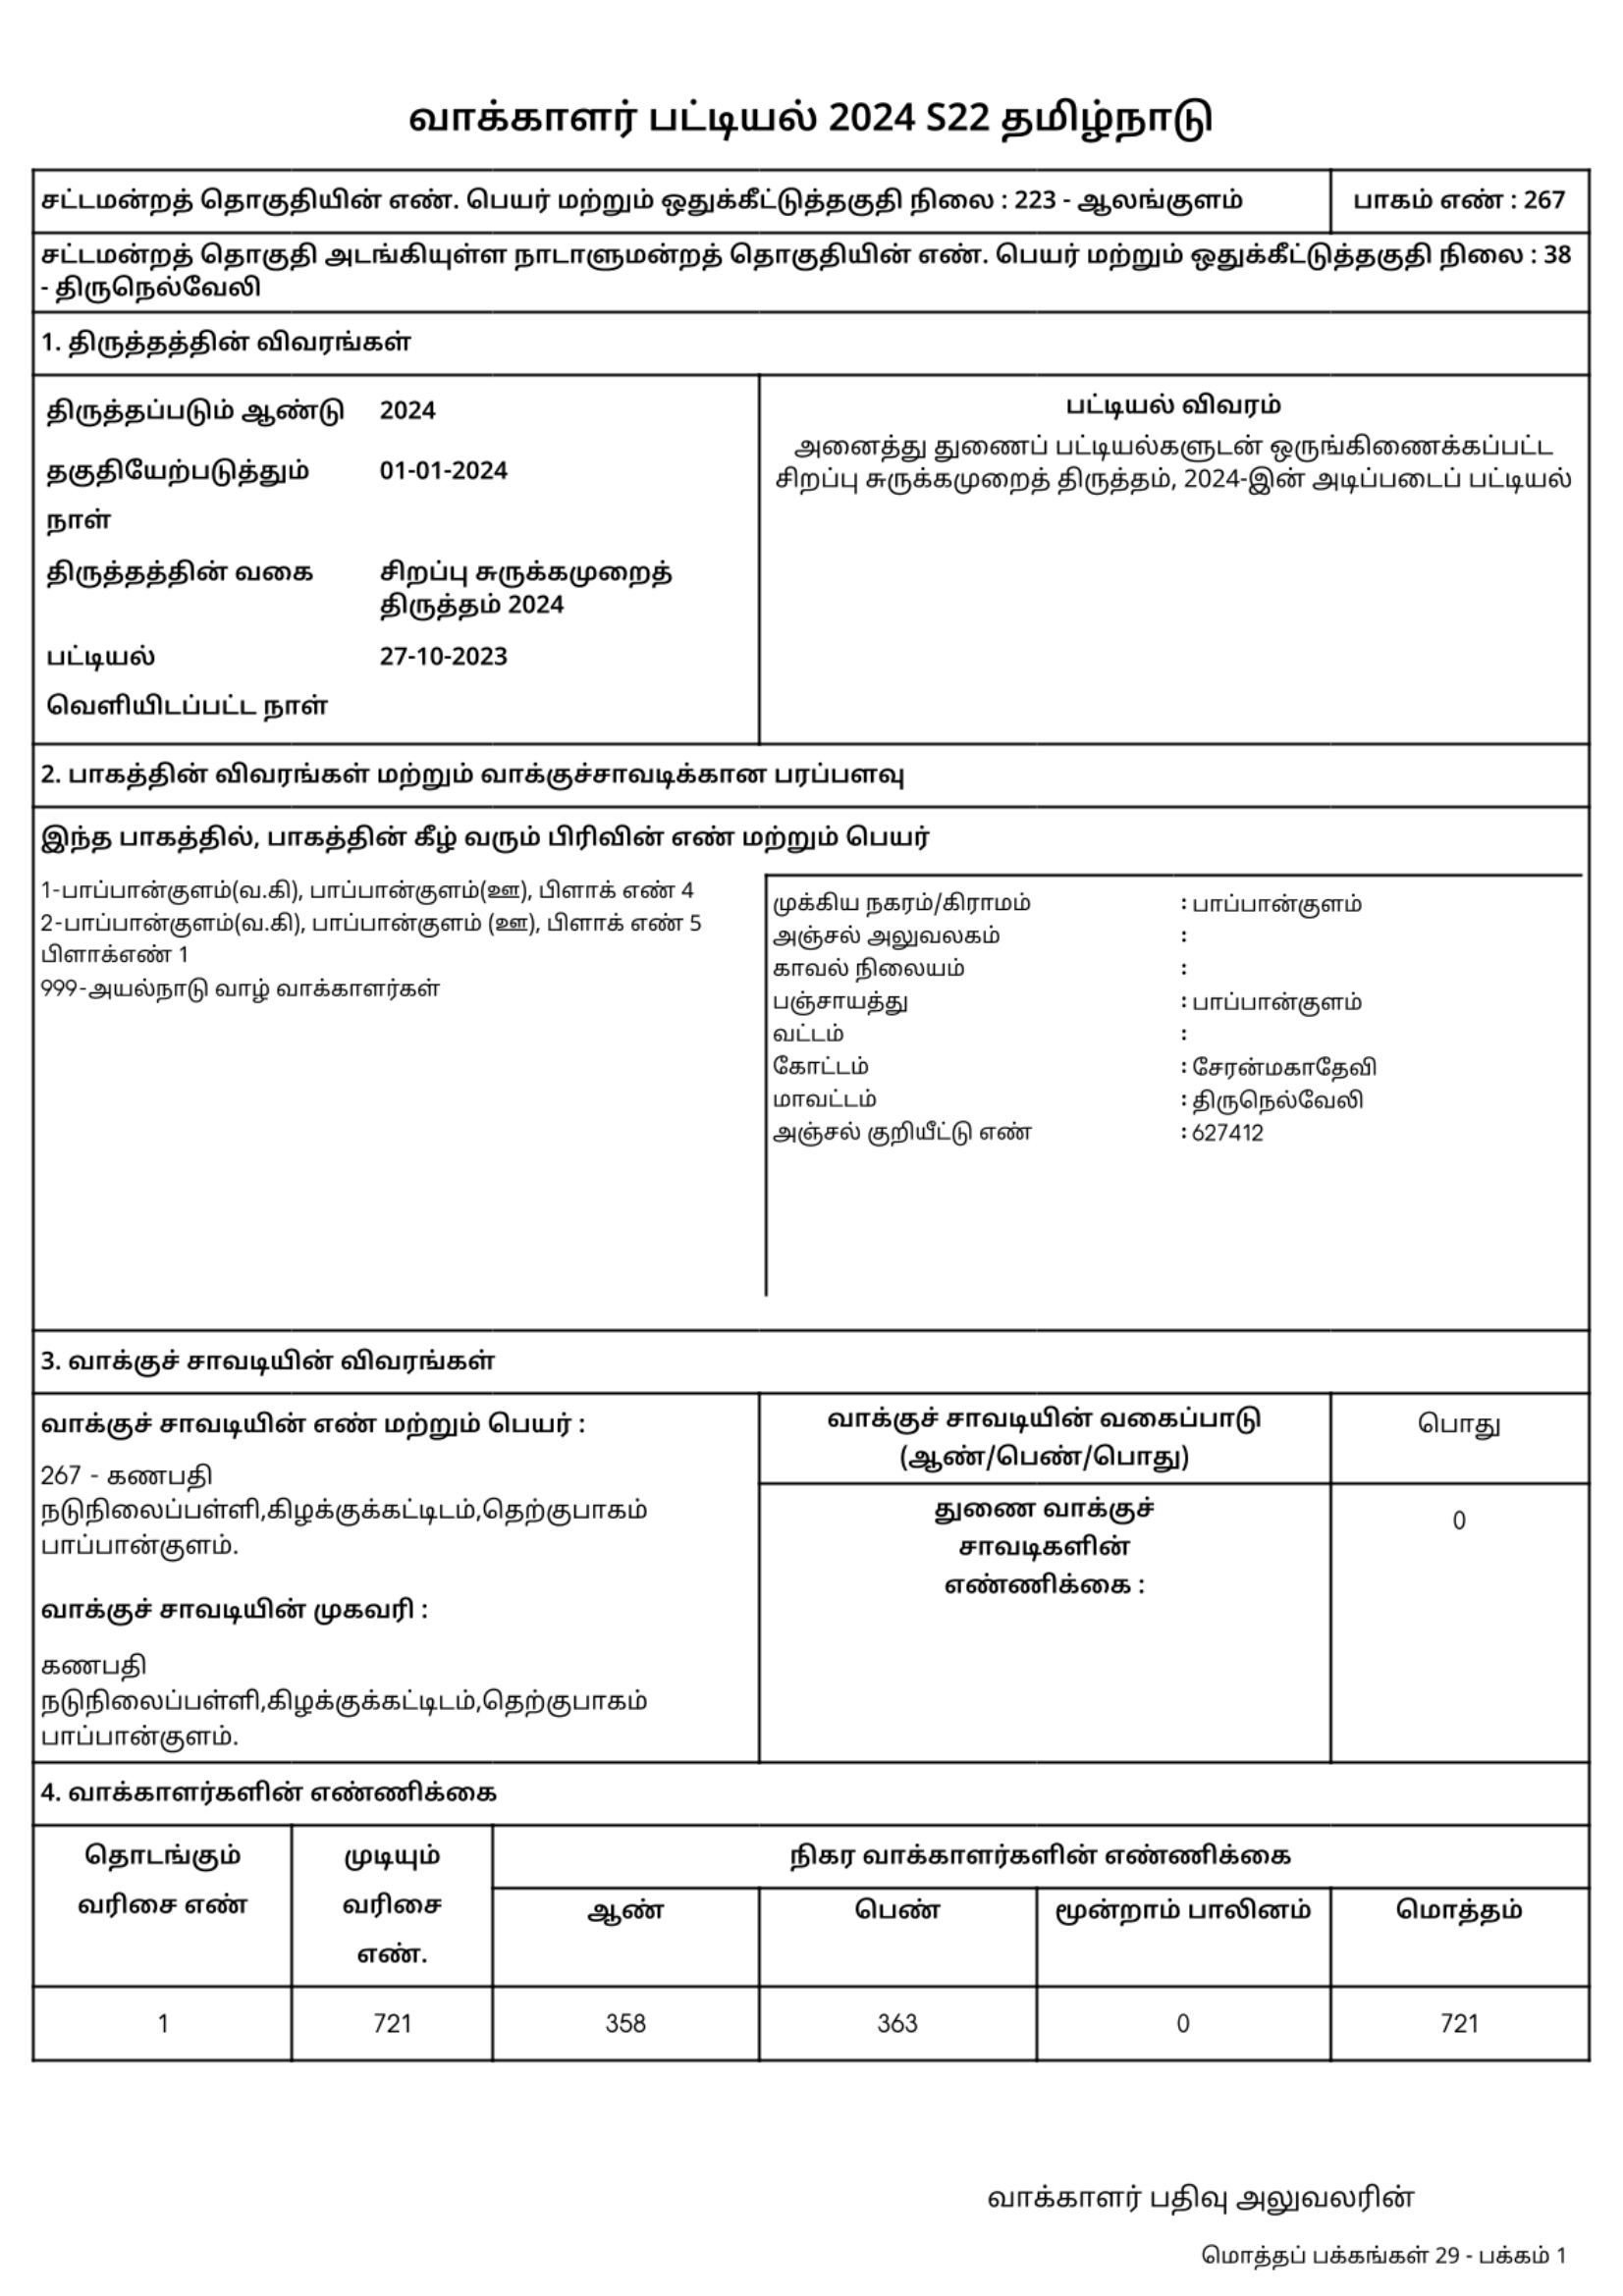 வாக்காளர் பட்டியல் 2024 S22 தமிழ்நாடு
சட்டமன்றத் தொகுதியின் எண். பெயர் மற்றும் ஒதுக்கீட்டுத்தகுதி நிலை : 223 - ஆலங்குளம்
பாகம் எண் : 267
சட்டமன்றத் தொகுதி அடங்கியுள்ள நாடாளுமன்றத் தொகுதியின் எண். பெயர் மற்றும் ஒதுக்கீட்டுத்தகுதி நிலை : 38
- திருநெல்வேலி
1. திருத்தத்தின் விவரங்கள்
திருத்தப்படும் ஆண்டு 2024
தகுதியேற்படுத்தும் 01-01-2024
நாள்
திருத்தத்தின் வகை சிறப்பு சுருக்கமுறைத்
திருத்தம் 2024
பட்டியல் 27-10-2023
வெளியிடப்பட்ட நாள்
பட்டியல் விவரம்
அனைத்து துணைப் பட்டியல்களுடன் ஒருங்கிணைக்கப்பட்ட
சிறப்பு சுருக்கமுறைத் திருத்தம், 2024-இன் அடிப்படைப் பட்டியல்
2. பாகத்தின் விவரங்கள் மற்றும் வாக்குச்சாவடிக்கான பரப்பளவு
இந்த பாகத்தில், பாகத்தின் கீழ் வரும் பிரிவின் எண் மற்றும் பெயர்
1-பாப்பான்குளம்(வ.கி), பாப்பான்குளம்(ஊ), பிளாக் எண் 4
2-பாப்பான்குளம்(வ.கி), பாப்பான்குளம் (ஊ), பிளாக் எண் 5
பிளாக்எண் 1
999-அயல்நாடு வாழ் வாக்காளர்கள்
முக்கிய நகரம்/கிராமம் : பாப்பான்குளம்
அஞ்சல் அலுவலகம் :
காவல் நிலையம் :
பஞ்சாயத்து : பாப்பான்குளம்
வட்டம் :
கோட்டம் : சேரன்மகாதேவி
மாவட்டம் : திருநெல்வேலி
அஞ்சல் குறியீட்டு எண் : 627412
3. வாக்குச் சாவடியின் விவரங்கள்
வாக்குச் சாவடியின் எண் மற்றும் பெயர் :
267 - கணபதி
நடுநிலைப்பள்ளி,கிழக்குக்கட்டிடம்,தெற்குபாகம்
பாப்பான்குளம்.
வாக்குச் சாவடியின் முகவரி :
கணபதி
நடுநிலைப்பள்ளி,கிழக்குக்கட்டிடம்,தெற்குபாகம்
பாப்பான்குளம்.
வாக்குச் சாவடியின் வகைப்பாடு
(ஆண்/பெண்/பொது)
பொது
துணை வாக்குச்
சாவடிகளின்
எண்ணிக்கை :
0
4. வாக்காளர்களின் எண்ணிக்கை
தொடங்கும்
வரிசை எண்
முடியும்
வரிசை
எண்.
நிகர வாக்காளர்களின் எண்ணிக்கை
ஆண் பெண் மூன்றாம் பாலினம் மொத்தம்
1 721 358 363 0 721
வாக்காளர் பதிவு அலுவலரின்
மொத்தப் பக்கங்கள் 29 - பக்கம் 1